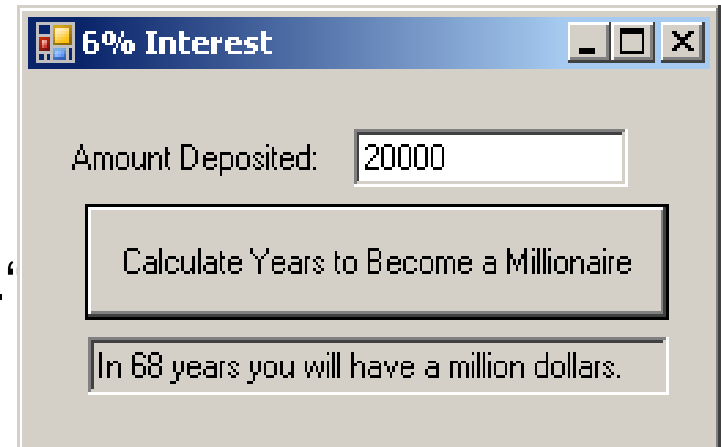 6% Interest
Amount Deposited: 20000
Calculate Years to Become a Millionaire
“
In 68 years you will have a million dollars.